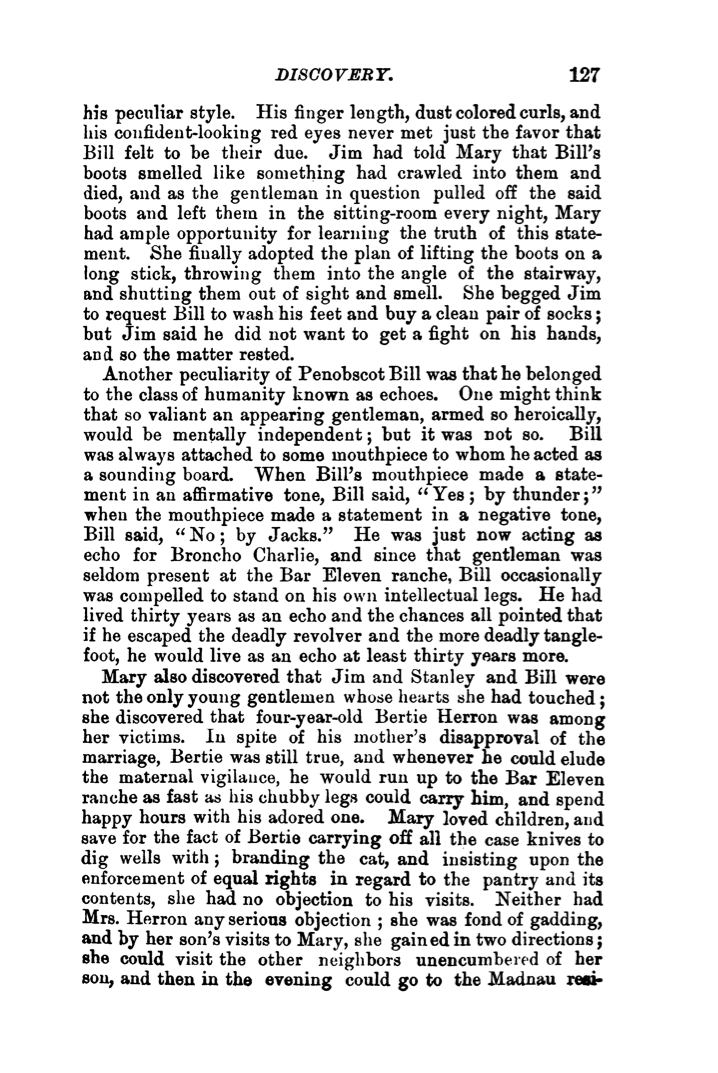 DISCOVERY. 127
his peculiar style. His finger length, dust colored curls, and
his confident-looking red eyes never met just the favor that
Bill felt to be their due. Jim had told Mary that Bill's
boots smelled like something had crawled into them and
died, and as the gentleman in question pulled off the said
boots and left them in the sitting-room every night, Mary
had ample opportunity for learning the truth of this state-
ment. She finally adopted the plan of lifting the boots on a
long stick, throwing them into the angle of the stairway,
and shutting them out of sight and smell. She begged Jim
to request Bill to wash his feet and buy a clean pair of socks;
but Jim said he did not want to get a fight on his hands,
and so the matter rested.
Another peculiarity of Penobscot Bill was that he belonged
to the class of humanity known as echoes. One might think
that so valiant an appearing gentleman, armed so heroically,
would be mentally independent; but it was not so. Bill
was always attached to some mouthpiece to whom he acted as
a sounding board. When Bill's mouthpiece made a state-
ment in an affirmative tone, Bill said, "Yes; by thunder;"
when the mouthpiece made a statement in a negative tone,
Bill said, "No; by Jacks." He was just now acting as
echo for Broncho Charlie, and since that gentleman was
seldom present at the Bar Eleven ranche, Bill occasionally
was compelled to stand on his own intellectual legs. He had
lived thirty years as an echo and the chances all pointed that
if he escaped the deadly revolver and the more deadly tangle-
foot, he would live as an echo at least thirty years more.
Mary also discovered that Jim and Stanley and Bill were
not the only young gentlemen whose hearts she had touched;
she discovered that four-year-old Bertie Herron was among
her victims. In spite of his mother's disapproval of the
marriage, Bertie was still true, and whenever he could elude
the maternal vigilance, he would run up to the Bar Eleven
ranche as fast as his chubby legs could carry him, and spend
happy hours with his adored one. Mary loved children, and
save for the fact of Bertie carrying off all the case knives to
dig wells with; branding the cat, and insisting upon the
enforcement of equal rights in regard to the pantry and its
contents, she had no objection to his visits. Neither had
Mrs. Herron any serious objection; she was fond of gadding,
and by her son's visits to Mary, she gained in two directions;
she could visit the other neighbors unencumbered of her
son, and then in the evening could go to the Madnau resi-